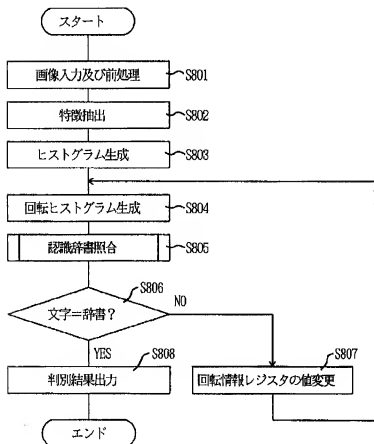 スタート
画像入力及び前処理 S801
特徴抽出 S802
ヒストグラム生成 S803
回転ヒストグラム生成 S804
認識辞書照合 S805
S806
文字=辞書?
NO
YES
S808
判別結果出力
S807
回転情報レジスタの値変更
エンド